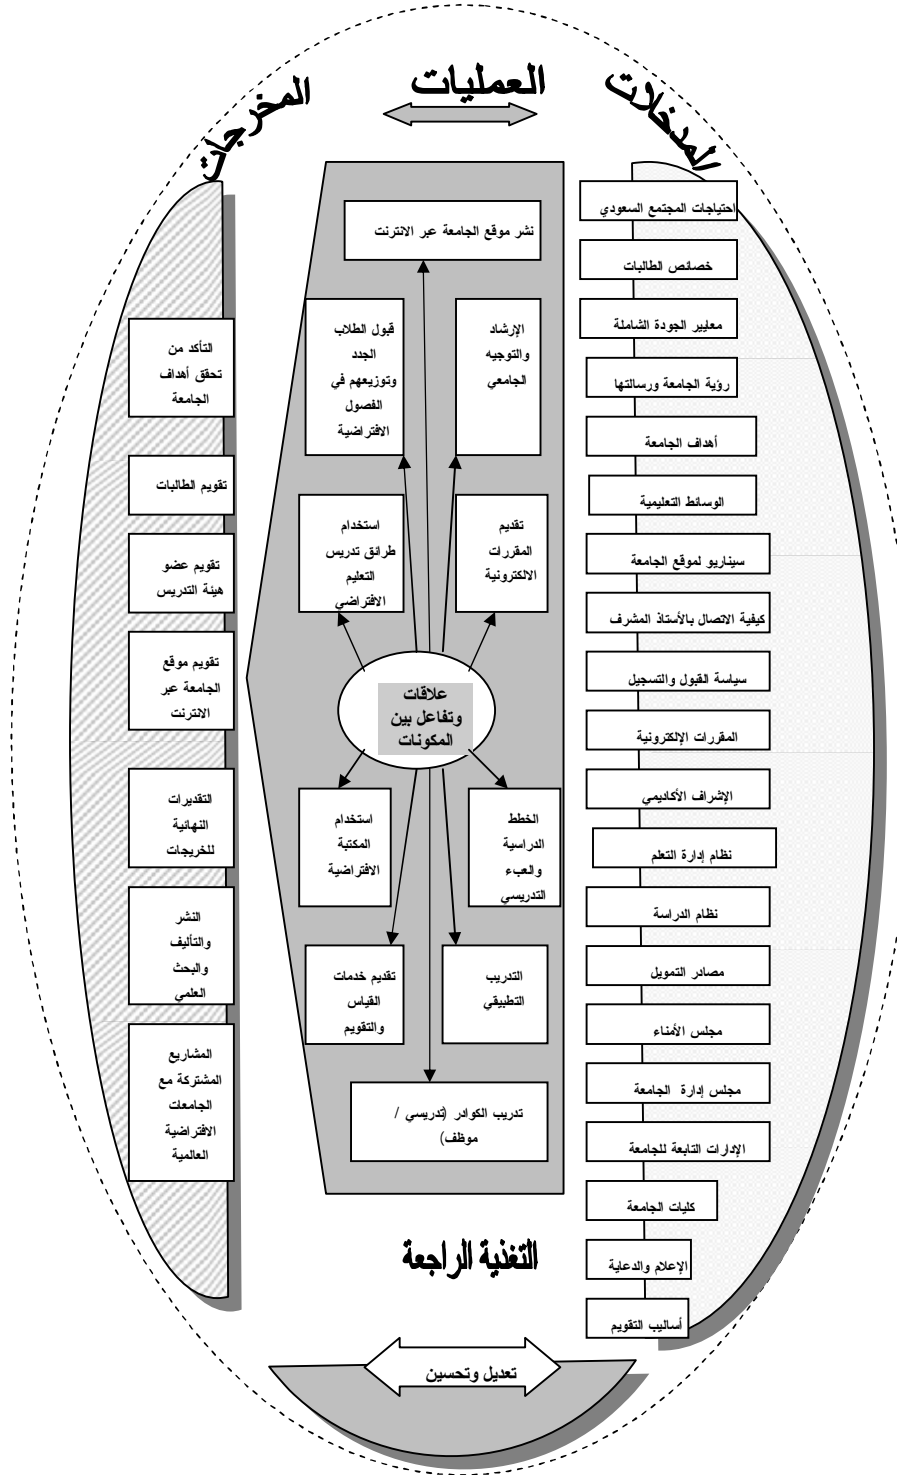 المدخلات
العمليات
المخرجات
احتياجات المجتمع السعودي
خصائص الطالبات
معايير الجودة الشاملة
رؤية الجامعة ورسالتها
أهداف الجامعة
الوسائط التعليمية
سيناريو لموقع الجامعة
كيفية الاتصال بالأستاذ المشرف
سياسة القبول والتسجيل
المقررات الإلكترونية
الإشراف الأكاديمي
نظام إدارة التعلم
نظام الدراسة
مصادر التمويل
مجلس الأمناء
مجلس إدارة الجامعة
الإدارات التابعة للجامعة
كليات الجامعة
الإعلام والدعاية
أساليب التقويم
نشر موقع الجامعة عبر الانترنت
الإرشاد
والتوجيه
الجامعي
قبول الطلاب
الجدد
وتوزيعهم في
الفصول
الافتراضية
تقديم
المقررات
الالكترونية
استخدام
طرائق تدريس
التعليم
الافتراضي
علاقات
وتفاعل بين
المكونات
الخطط
الدراسية
والعبء
التدريسي
استخدام
المكتبة
الافتراضية
التدريب
التطبيقي
تقديم خدمات
القياس
والتقويم
تدريب الكوادر (تدريسي /
موظف)
التأكد من
تحقق أهداف
الجامعة
تقويم الطالبات
تقويم عضو
هيئة التدريس
تقويم موقع
الجامعة عبر
الانترنت
التقديرات
النهائية
للخريجات
النشر
والتأليف
والبحث
العلمي
المشاريع
المشتركة مع
الجامعات
الافتراضية
العالمية
التغذية الراجعة
تعديل وتحسين